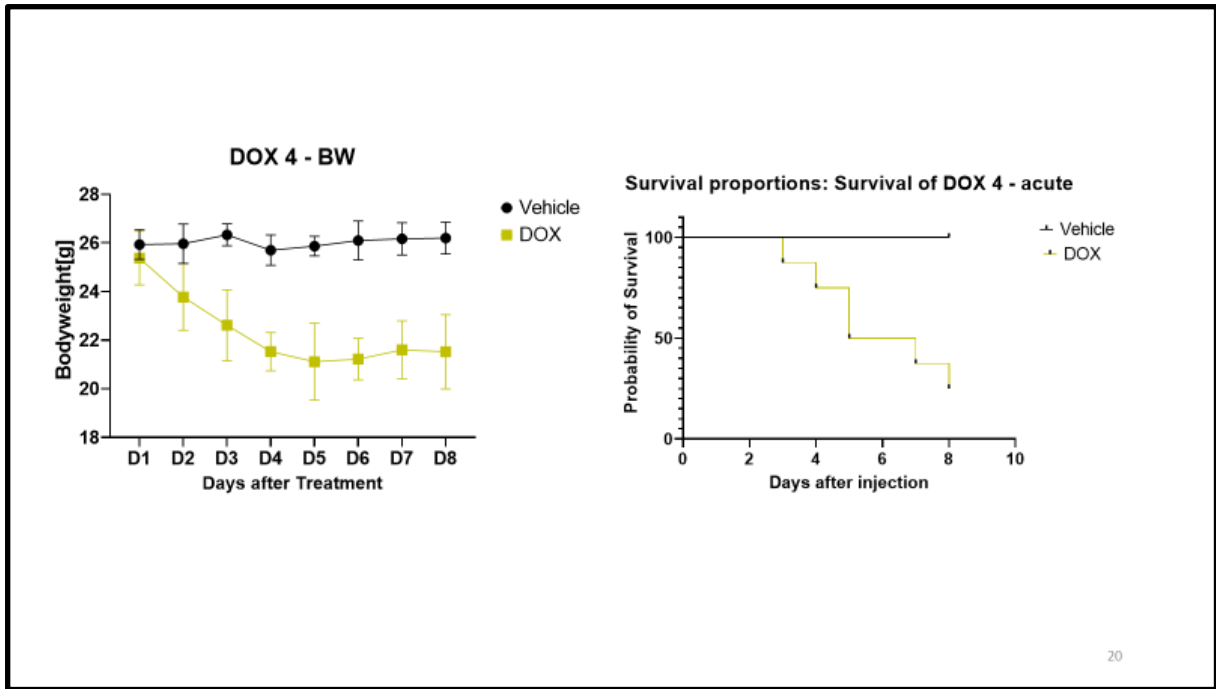 DOX 4 - BW
28
26
24
22
20
18
Bodyweight[g]
D1 D2 D3 D4 D5 D6 D7 D8
Days after Treatment
Vehicle
DOX
Survival proportions: Survival of DOX 4 - acute
100
50
0
Probability of Survival
0 2 4 6 8 10
Days after injection
Vehicle
DOX
20